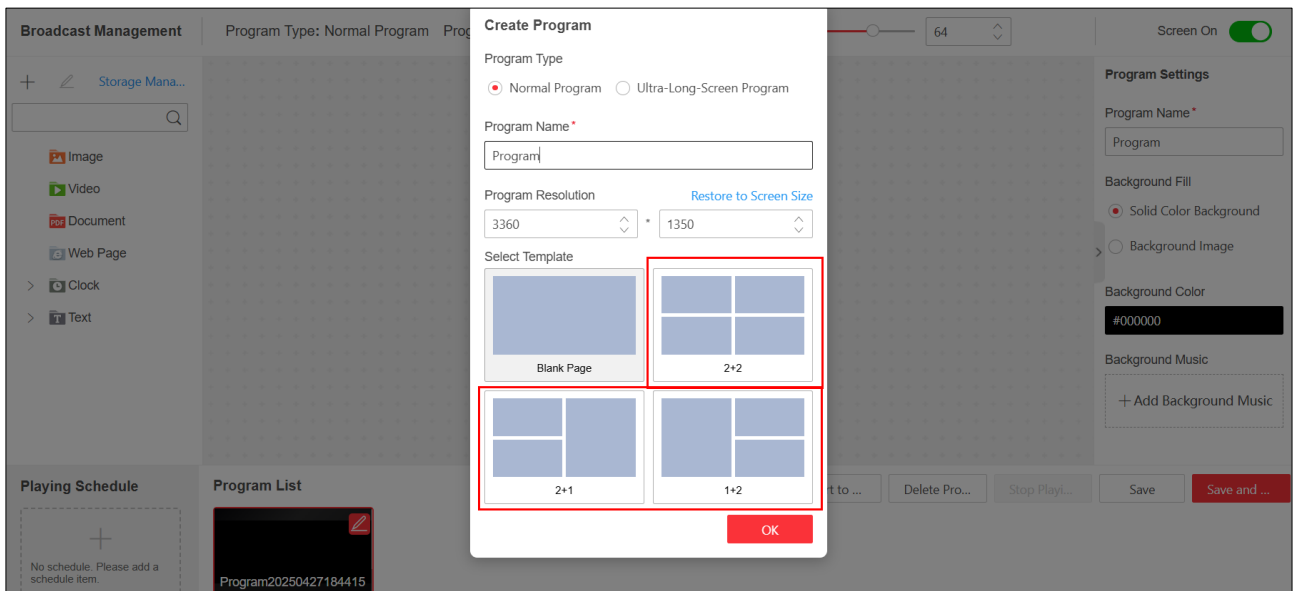 Broadcast Management
Program Type: Normal Program Prog
64
Screen On
Storage Mana...
Image
Video
PDF Document
Web Page
Clock
T Text
Create Program
Program Type
Normal Program
Ultra-Long-Screen Program
Program Name*
Program
Program Resolution
Restore to Screen Size
3360 * 1350
Select Template
Blank Page
2+2
2+1
1+2
OK
Program Settings
Program Name*
Program
Background Fill
Solid Color Background
Background Image
Background Color
#000000
Background Music
+ Add Background Music
Playing Schedule
No schedule. Please add a
schedule item.
Program List
Program20250427184415
rt to ...
Delete Pro...
Stop Playi...
Save
Save and ...